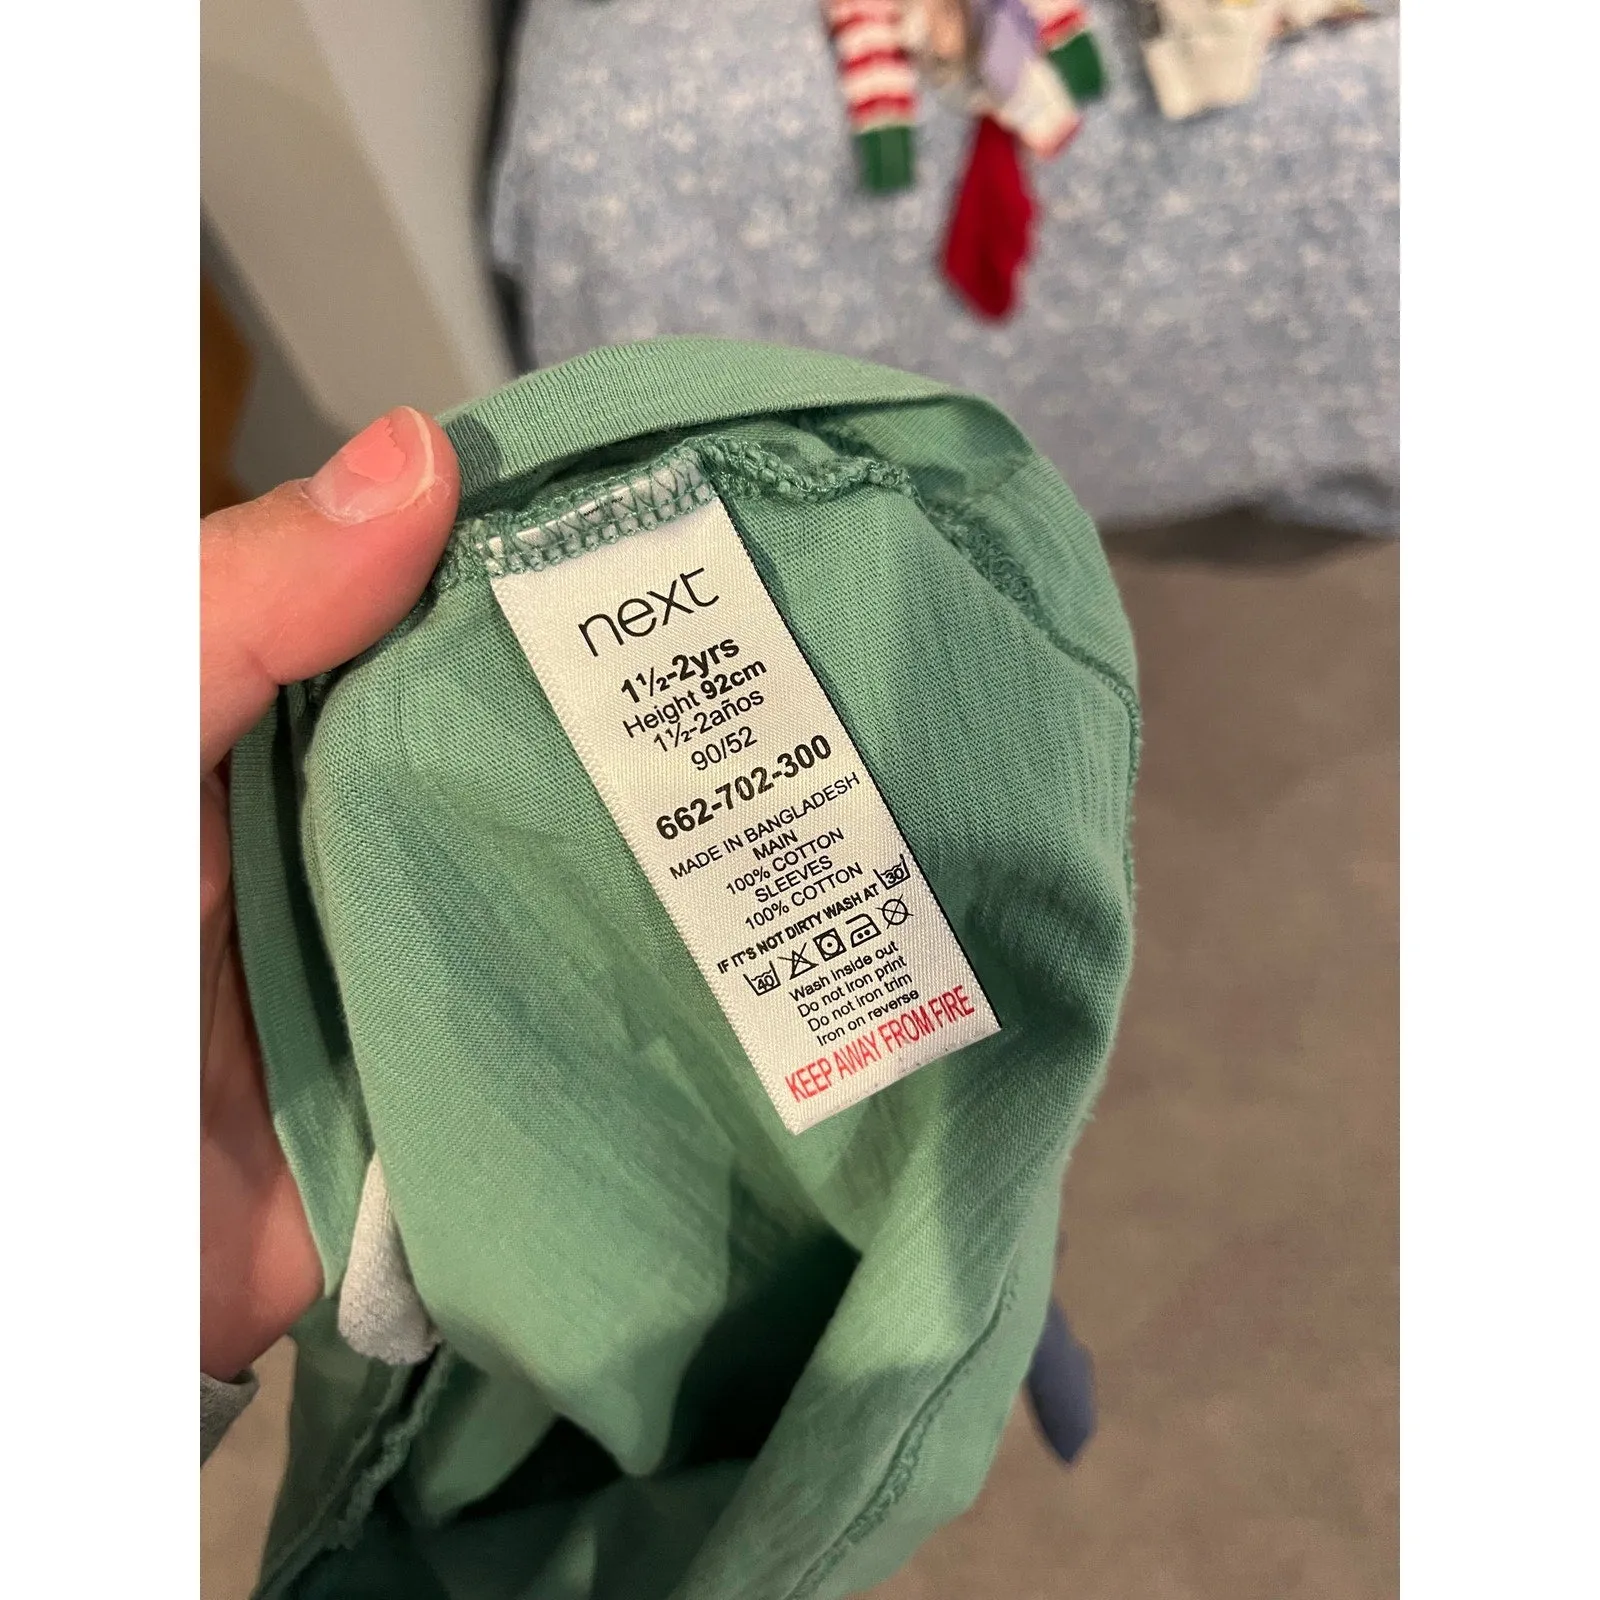 next
1½-2yrs
Height 92cm
1½-2años
90/52
662-702-300
MADE IN BANGLADESH
MAIN
100% COTTON
SLEEVES
100% COTTON
IF IT'S NOT DIRTY WASH AT 30
40
Wash inside out
Do not iron print
Do not iron trim
Iron on reverse
KEEP AWAY FROM FIRE